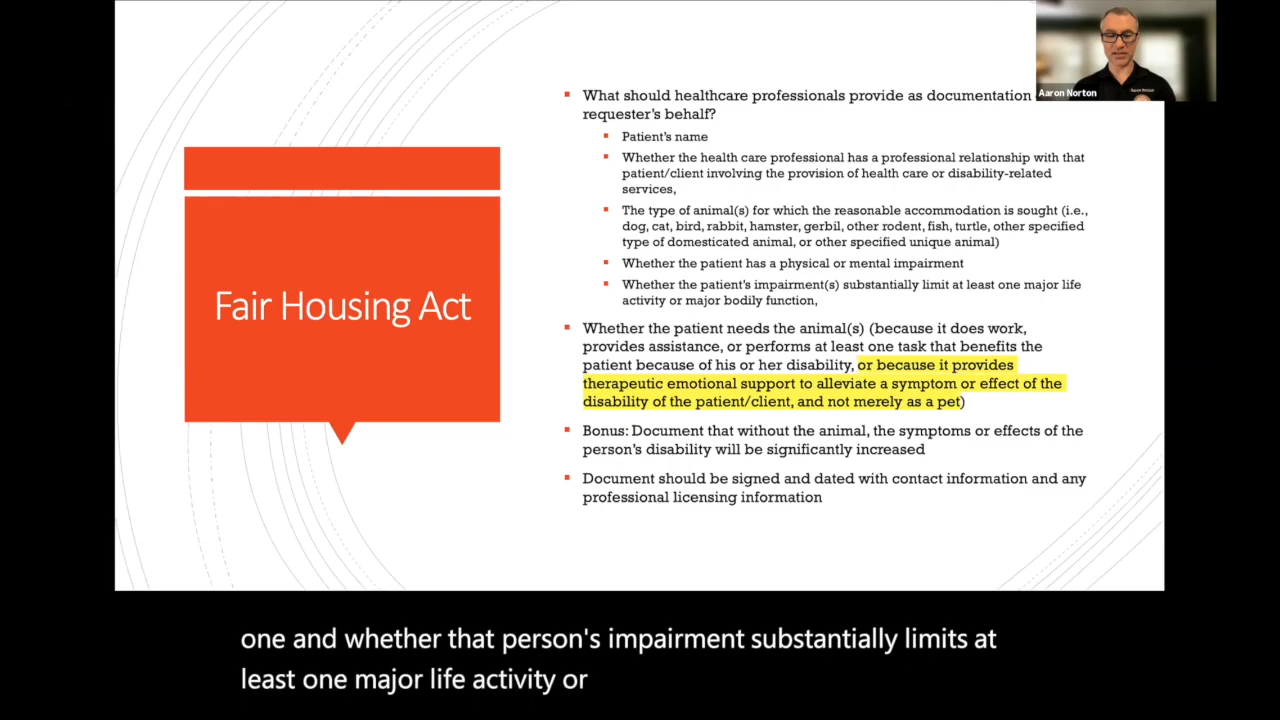 Aaron Norton
Fair Housing Act
What should healthcare professionals provide as documentation
requester's behalf?
Patient's name
Whether the health care professional has a professional relationship with that
patient/client involving the provision of health care or disability-related
services,
The type of animal(s) for which the reasonable accommodation is sought (i.e.,
dog, cat, bird, rabbit, hamster, gerbil, other rodent, fish, turtle, other specified
type of domesticated animal, or other specified unique animal)
Whether the patient has a physical or mental impairment
Whether the patient's impairment(s) substantially limit at least one major life
activity or major bodily function,
Whether the patient needs the animal(s) (because it does work,
provides assistance, or performs at least one task that benefits the
patient because of his or her disability, or because it provides
therapeutic emotional support to alleviate a symptom or effect of the
disability of the patient/client, and not merely as a pet)
Bonus: Document that without the animal, the symptoms or effects of the
person's disability will be significantly increased
Document should be signed and dated with contact information and any
professional licensing information
one and whether that person's impairment substantially limits at
least one major life activity or